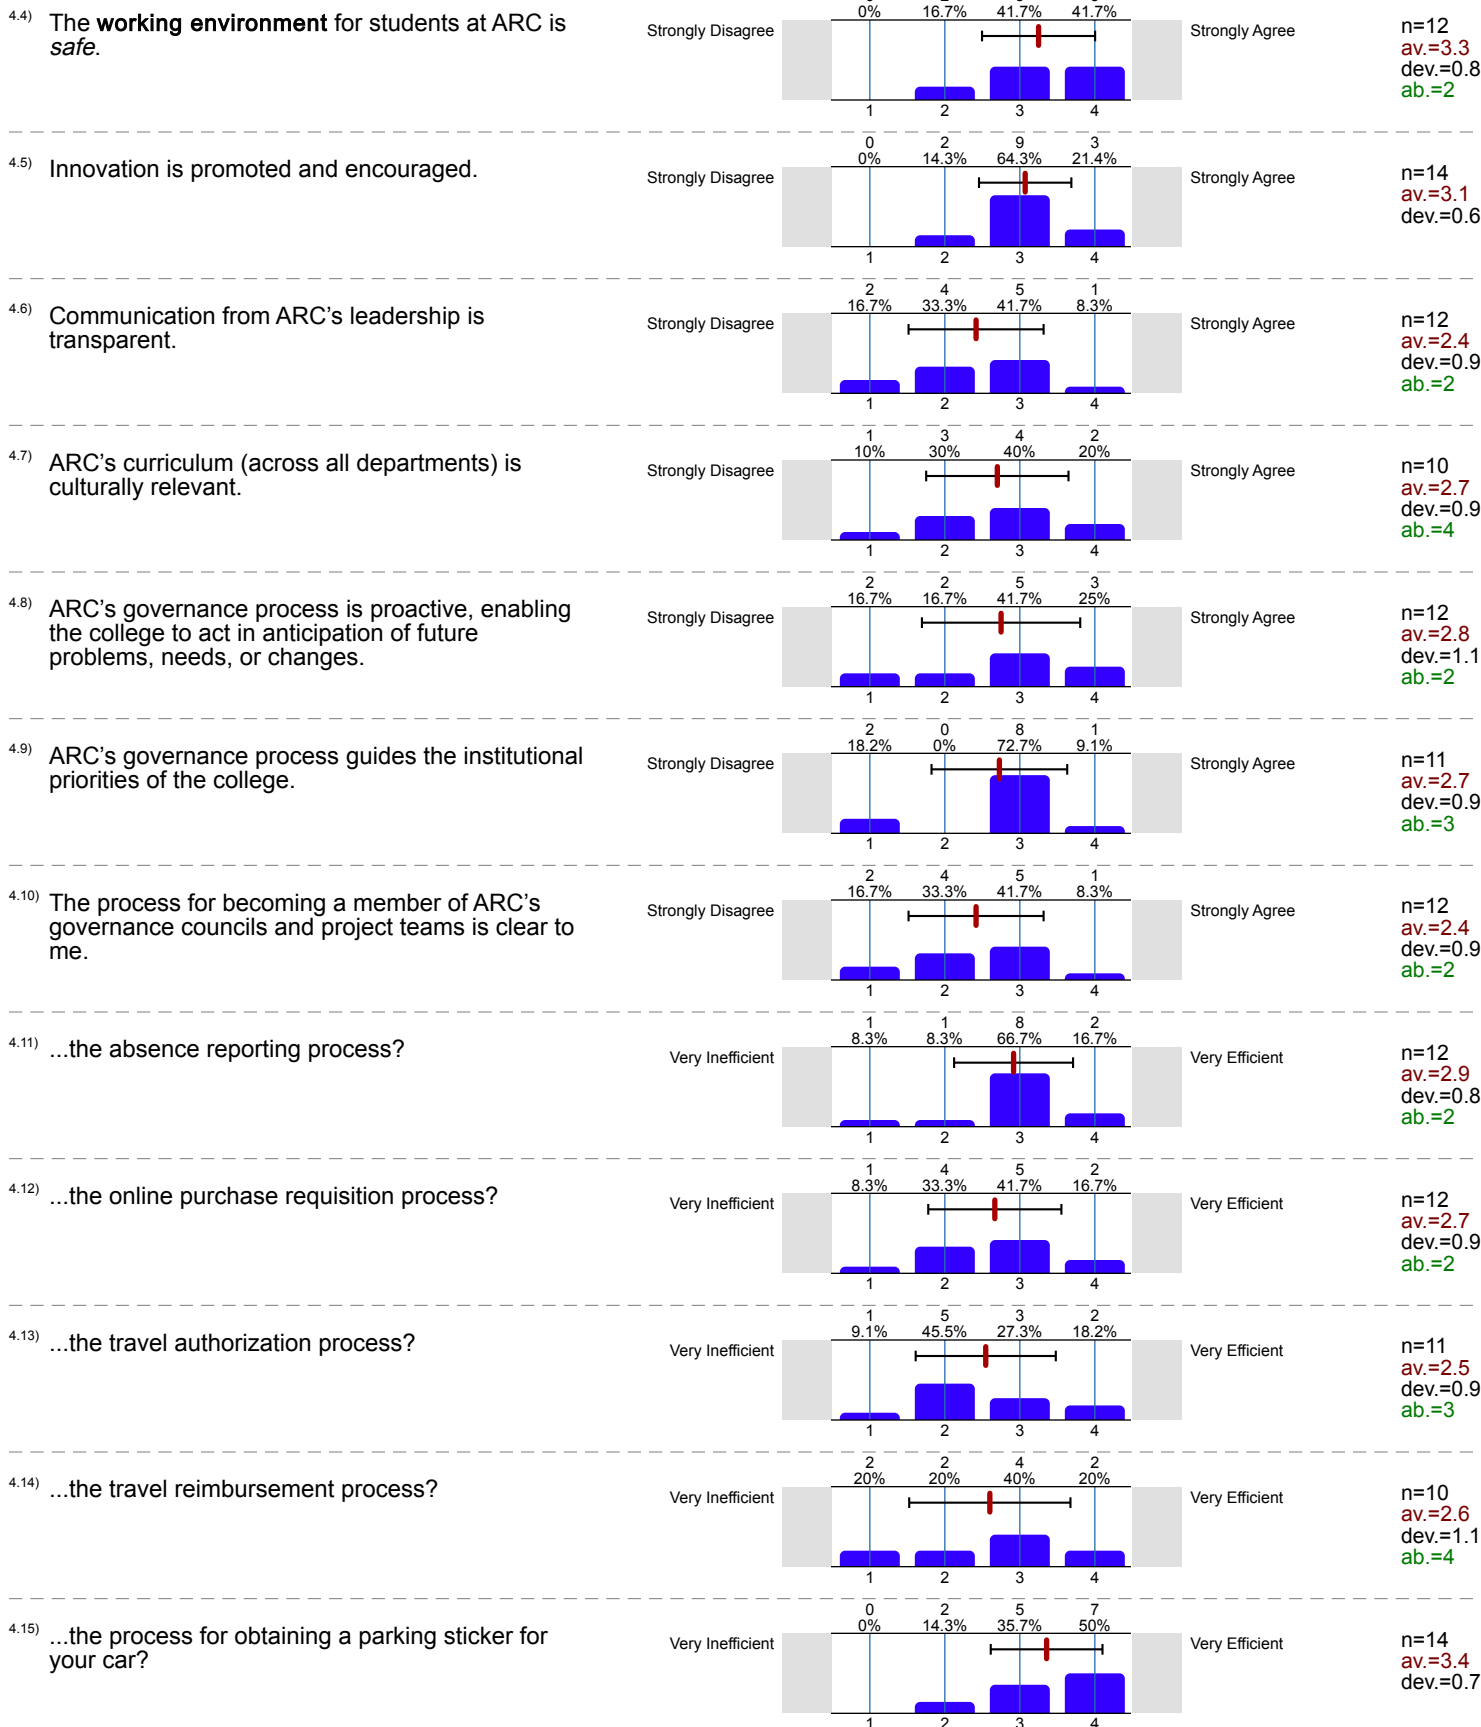 0% 16.7% 41.7% 41.7%
4.4) The working environment for students at ARC is
safe.
Strongly Disagree
Strongly Agree
n=12
av.=3.3
dev.=0.8
ab.=2
1 2 3 4
0 2 9 3
0% 14.3% 64.3% 21.4%
4.5) Innovation is promoted and encouraged.
Strongly Disagree
Strongly Agree
n=14
av.=3.1
dev.=0.6
1 2 3 4
2 4 5 1
16.7% 33.3% 41.7% 8.3%
4.6) Communication from ARC’s leadership is
transparent.
Strongly Disagree
Strongly Agree
n=12
av.=2.4
dev.=0.9
ab.=2
1 2 3 4
1 3 4 2
10% 30% 40% 20%
4.7) ARC’s curriculum (across all departments) is
culturally relevant.
Strongly Disagree
Strongly Agree
n=10
av.=2.7
dev.=0.9
ab.=4
1 2 3 4
2 2 5 3
16.7% 16.7% 41.7% 25%
4.8) ARC’s governance process is proactive, enabling
the college to act in anticipation of future
problems, needs, or changes.
Strongly Disagree
Strongly Agree
n=12
av.=2.8
dev.=1.1
ab.=2
1 2 3 4
2 0 8 1
18.2% 0% 72.7% 9.1%
4.9) ARC’s governance process guides the institutional
priorities of the college.
Strongly Disagree
Strongly Agree
n=11
av.=2.7
dev.=0.9
ab.=3
1 2 3 4
2 4 5 1
16.7% 33.3% 41.7% 8.3%
4.10) The process for becoming a member of ARC’s
governance councils and project teams is clear to
me.
Strongly Disagree
Strongly Agree
n=12
av.=2.4
dev.=0.9
ab.=2
1 2 3 4
1 1 8 2
8.3% 8.3% 66.7% 16.7%
4.11) ...the absence reporting process?
Very Inefficient
Very Efficient
n=12
av.=2.9
dev.=0.8
ab.=2
1 2 3 4
1 4 5 2
8.3% 33.3% 41.7% 16.7%
4.12) ...the online purchase requisition process?
Very Inefficient
Very Efficient
n=12
av.=2.7
dev.=0.9
ab.=2
1 2 3 4
1 5 3 2
9.1% 45.5% 27.3% 18.2%
4.13) ...the travel authorization process?
Very Inefficient
Very Efficient
n=11
av.=2.5
dev.=0.9
ab.=3
1 2 3 4
2 2 4 2
20% 20% 40% 20%
4.14) ...the travel reimbursement process?
Very Inefficient
Very Efficient
n=10
av.=2.6
dev.=1.1
ab.=4
1 2 3 4
0 2 5 7
0% 14.3% 35.7% 50%
4.15) ...the process for obtaining a parking sticker for
your car?
Very Inefficient
Very Efficient
n=14
av.=3.4
dev.=0.7
1 2 3 4